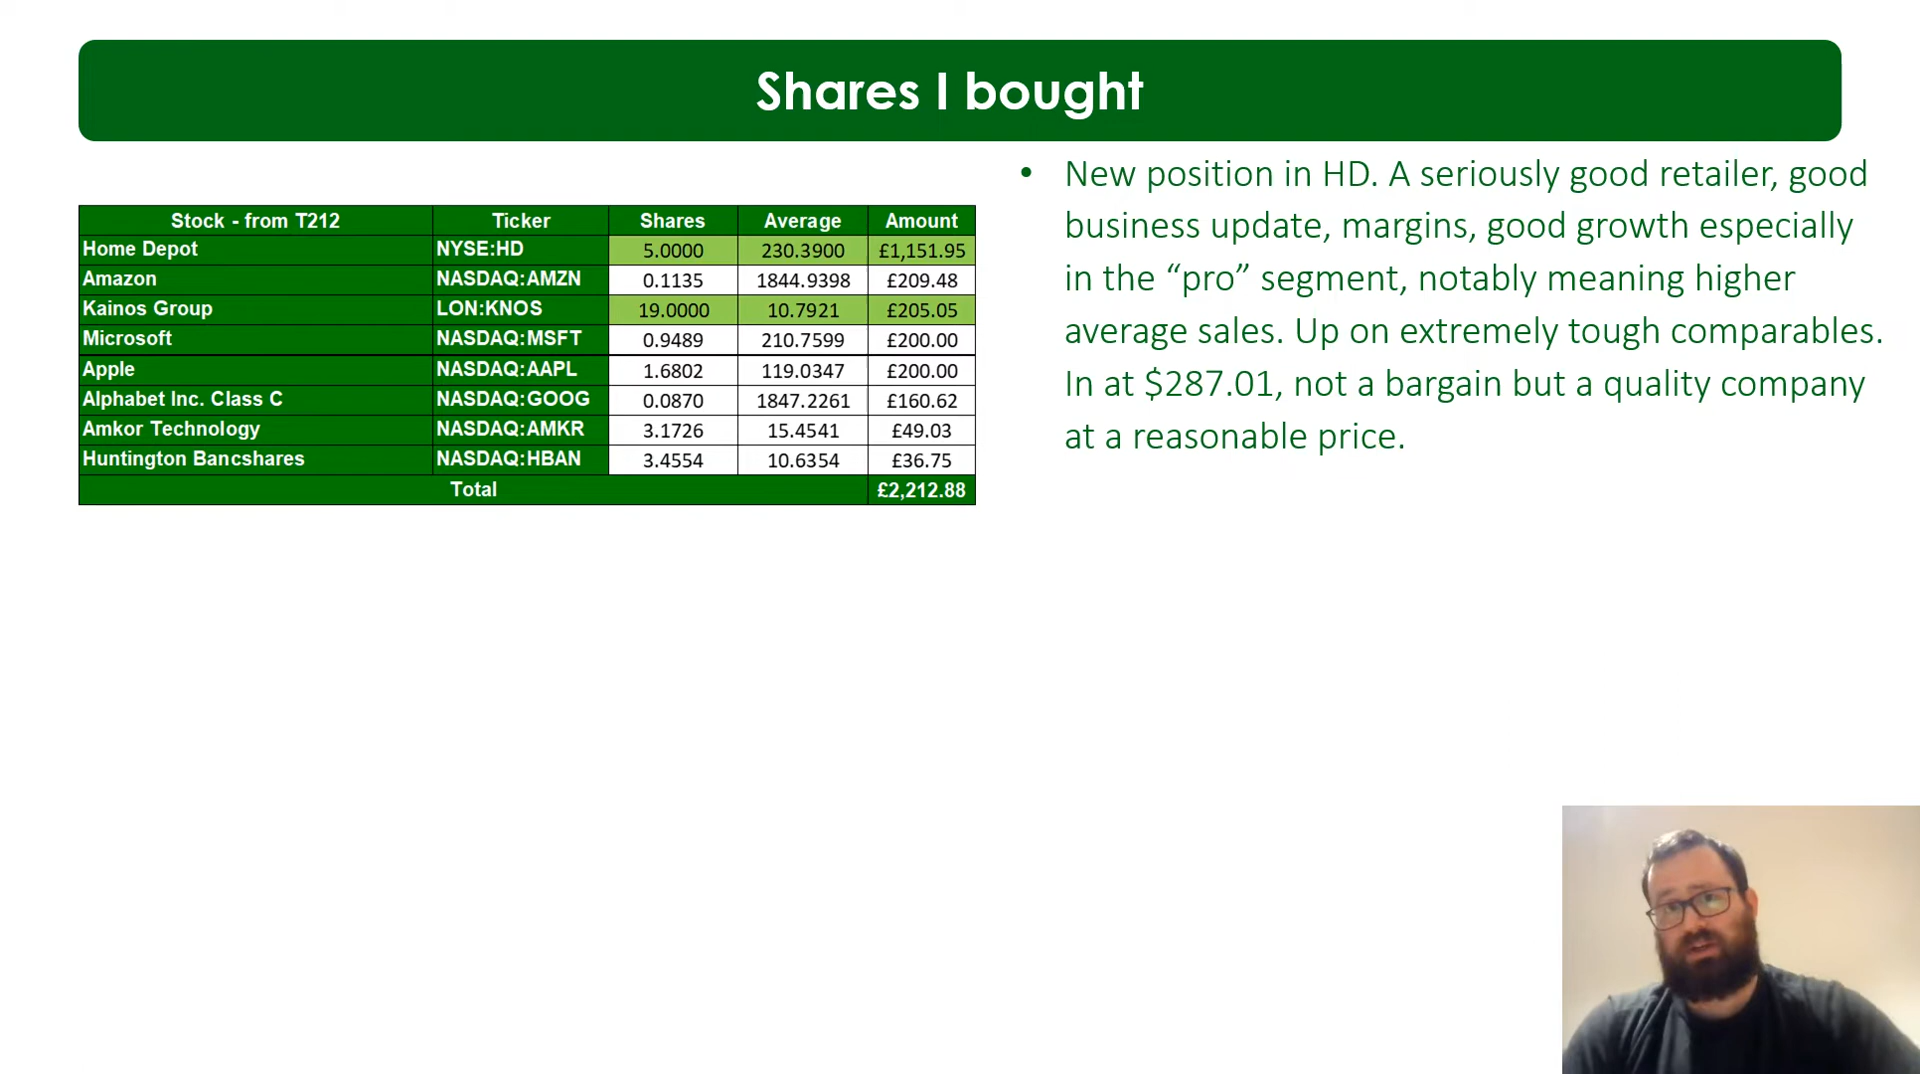 Shares I bought
Stock - from T212 Ticker Shares Average Amount
Home Depot NYSE:HD 5.0000 230.3900 £1,151.95
Amazon NASDAQ:AMZN 0.1135 1844.9398 £209.48
Kainos Group LON:KNOS 19.0000 10.7921 £205.05
Microsoft NASDAQ:MSFT 0.9489 210.7599 £200.00
Apple NASDAQ:AAPL 1.6802 119.0347 £200.00
Alphabet Inc. Class C NASDAQ:GOOG 0.0870 1847.2261 £160.62
Amkor Technology NASDAQ:AMKR 3.1726 15.4541 £49.03
Huntington Bancshares NASDAQ:HBAN 3.4554 10.6354 £36.75
Total £2,212.88
• New position in HD. A seriously good retailer, good
business update, margins, good growth especially
in the “pro” segment, notably meaning higher
average sales. Up on extremely tough comparables.
In at $287.01, not a bargain but a quality company
at a reasonable price.